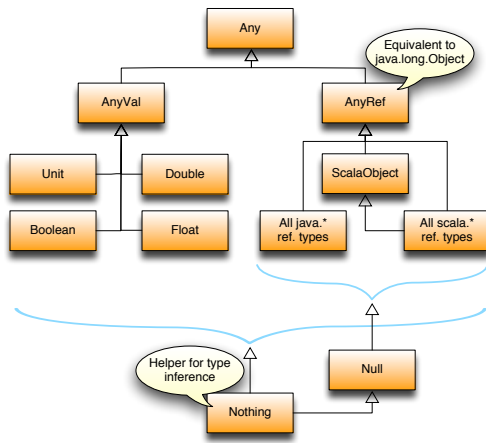 Any
Equivalent to
java.long.Object
AnyVal
AnyRef
Unit
Double
ScalaObject
Boolean
Float
All java.*
ref. types
All scala.*
ref. types
Helper for type
inference
Null
Nothing